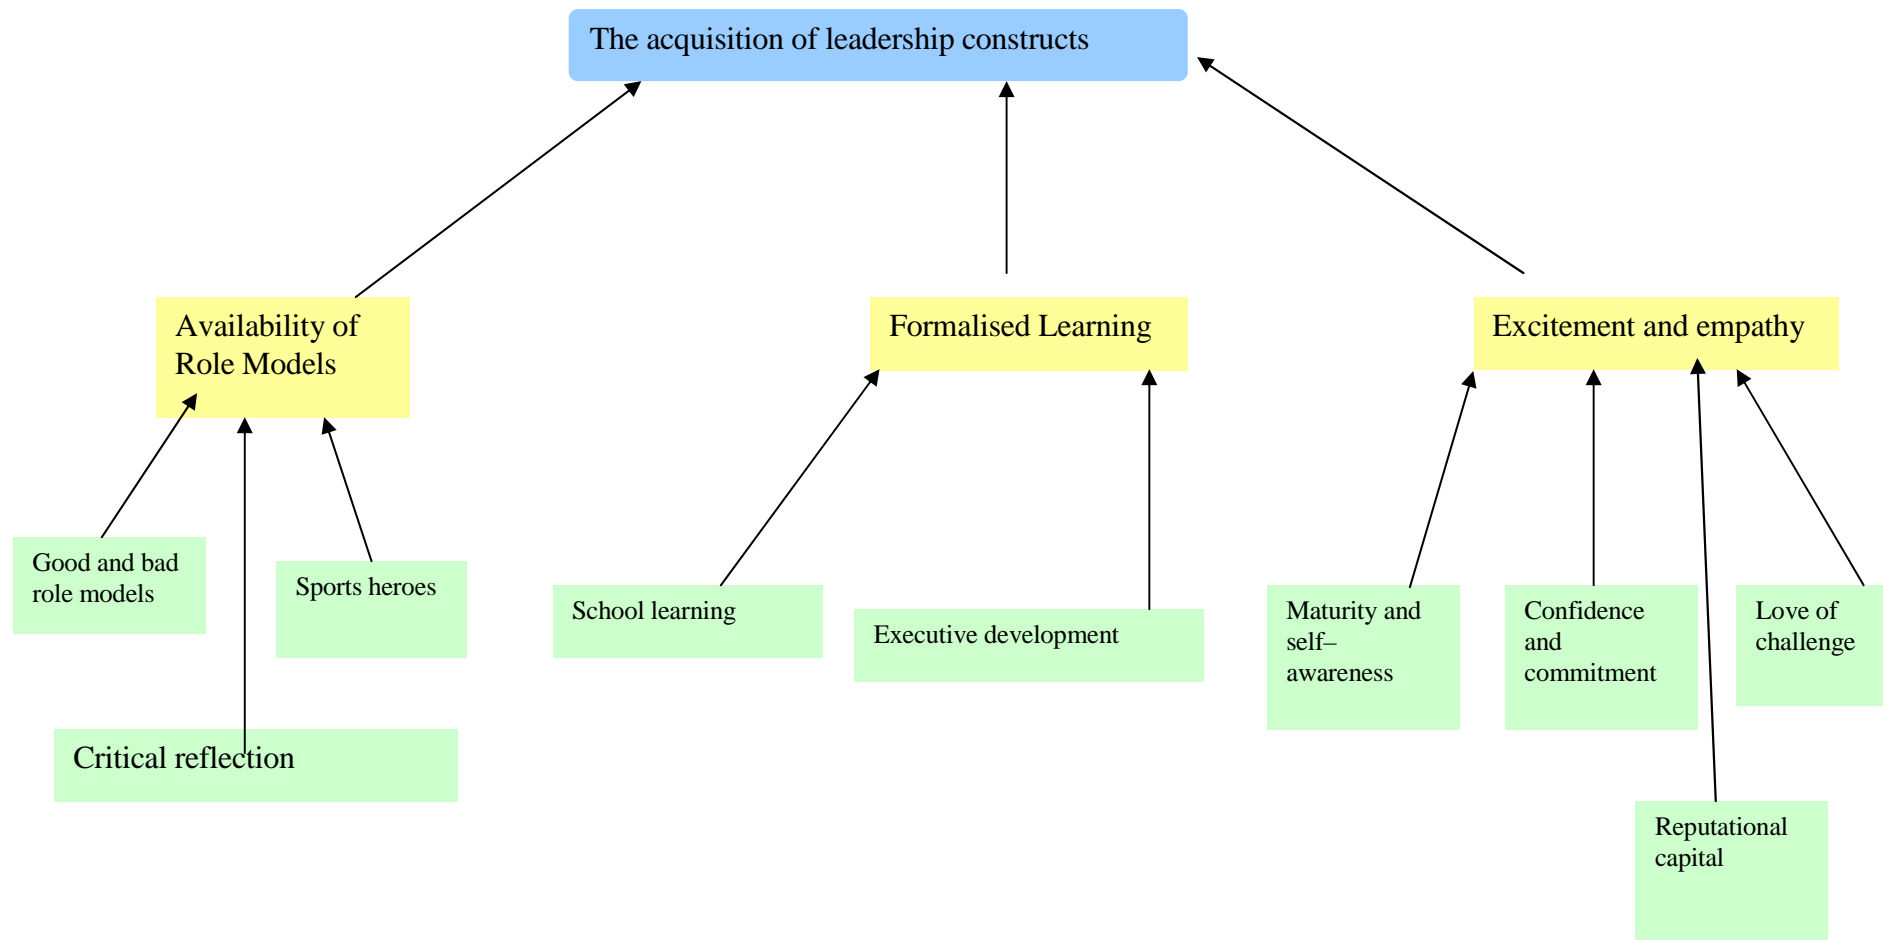 The acquisition of leadership constructs
Availability of
Role Models
Formalised Learning
Excitement and empathy
Good and bad
role models
Sports heroes
School learning
Executive development
Maturity and
self–
awareness
Confidence
and
commitment
Love of
challenge
Critical reflection
Reputational
capital